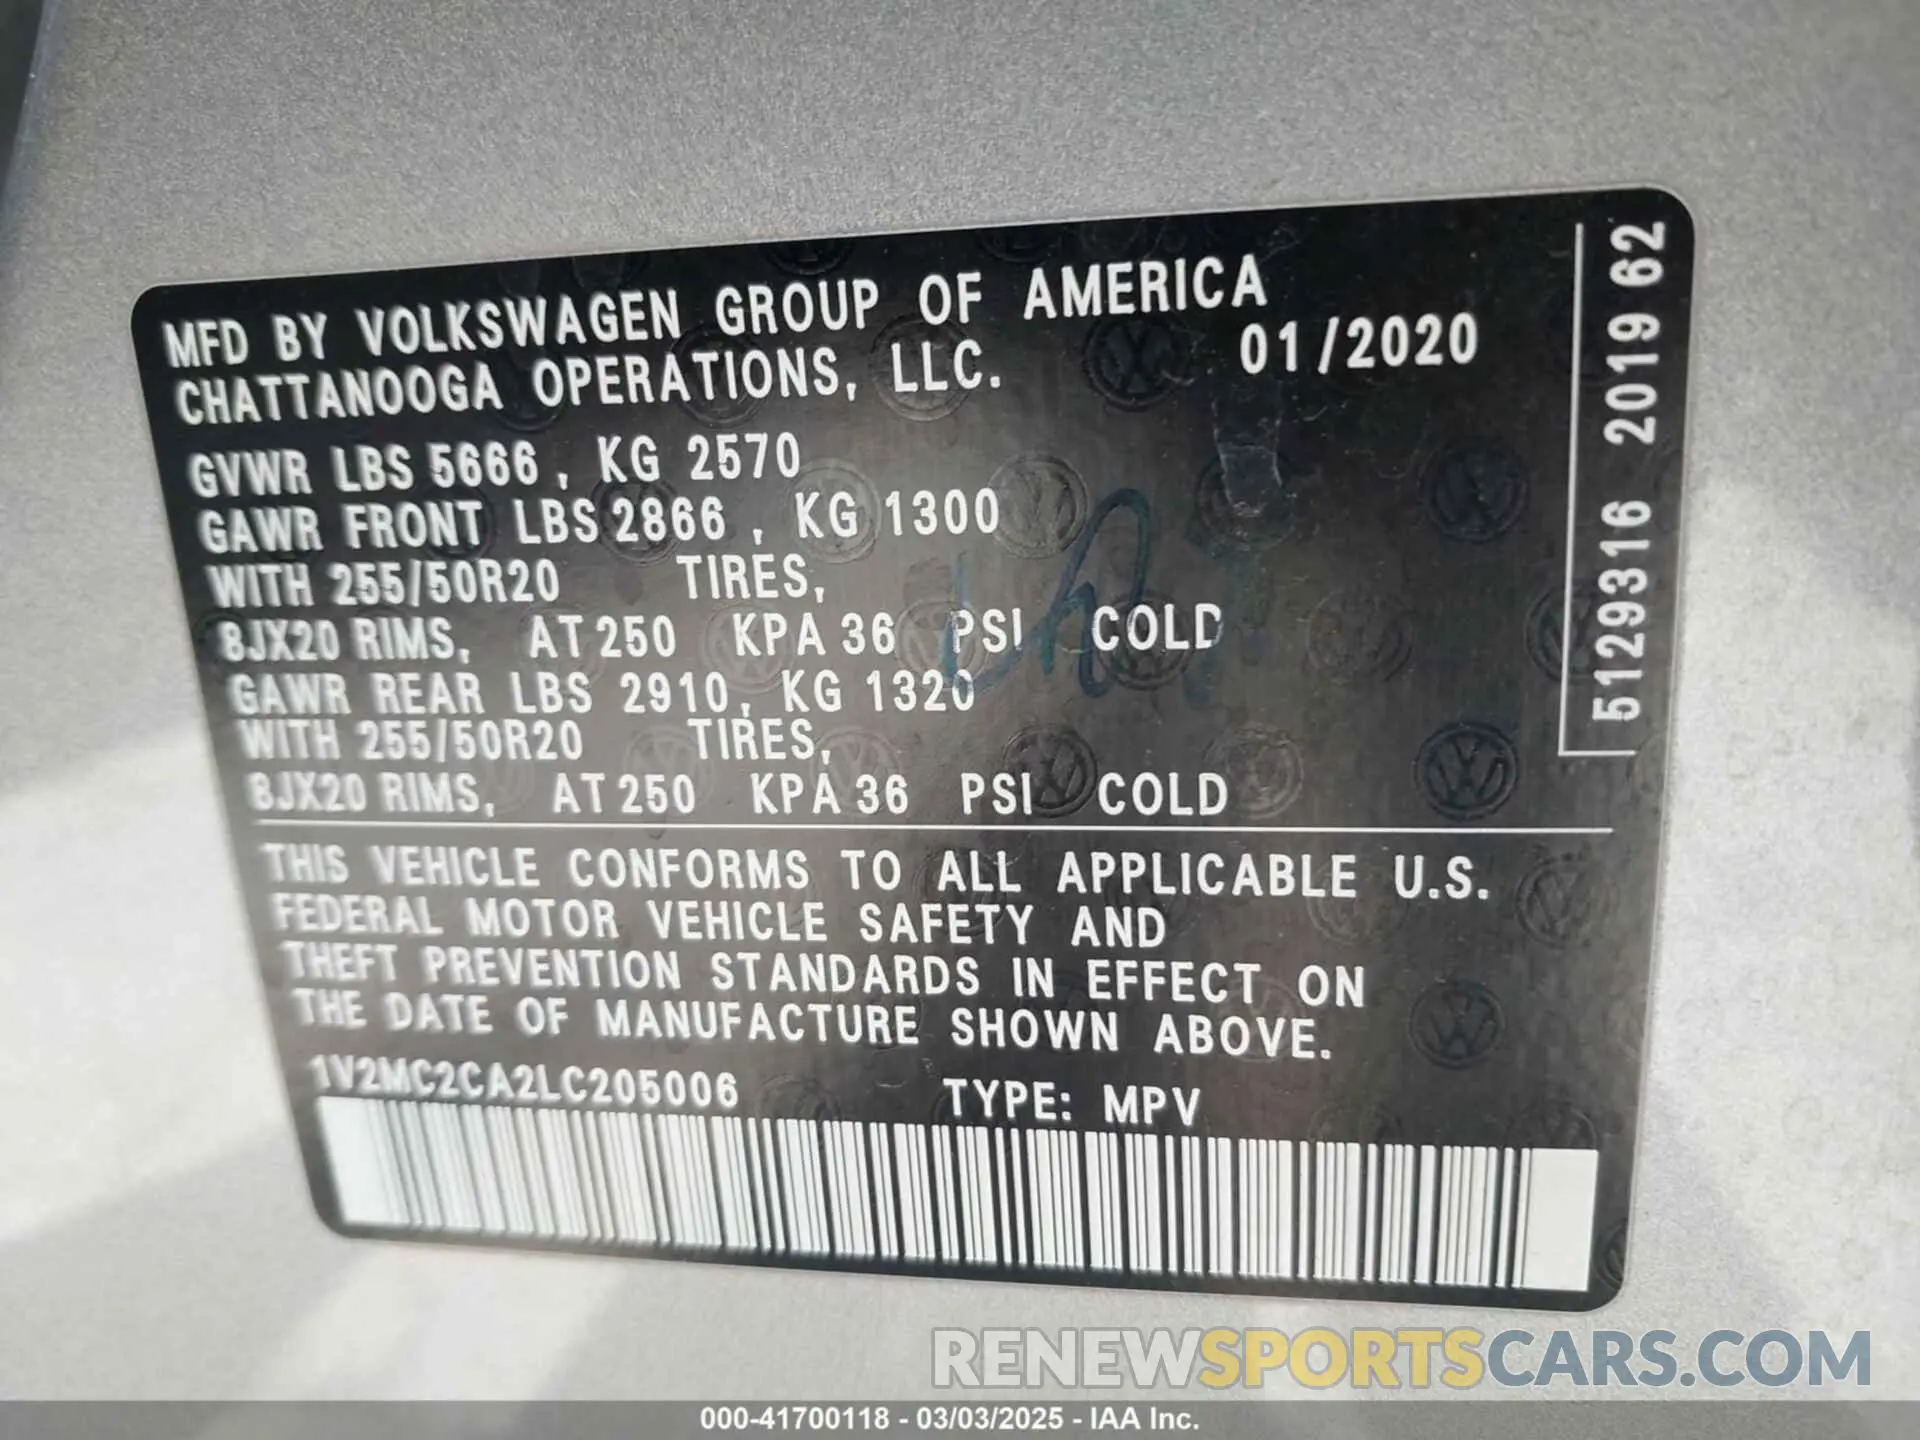 MFD BY VOLKSWAGEN GROUP OF AMERICA
CHATTANOOGA OPERATIONS, LLC. 01/2020
GVWR LBS 5666 , KG 2570
GAWR FRONT LBS 2866 , KG 1300
WITH 255/50R20 TIRES,
8JX20 RIMS, AT 250 KPA 36 PSI COLD
GAWR REAR LBS 2910, KG 1320
WITH 255/50R20 TIRES,
8JX20 RIMS, AT 250 KPA 36 PSI COLD
THIS VEHICLE CONFORMS TO ALL APPLICABLE U.S.
FEDERAL MOTOR VEHICLE SAFETY AND
THEFT PREVENTION STANDARDS IN EFFECT ON
THE DATE OF MANUFACTURE SHOWN ABOVE.
1V2MC2CA2LC205006 TYPE: MPV
5129316 2019 62
RENEWSPORTSCARS.COM
000-41700118 - 03/03/2025 - IAA Inc.